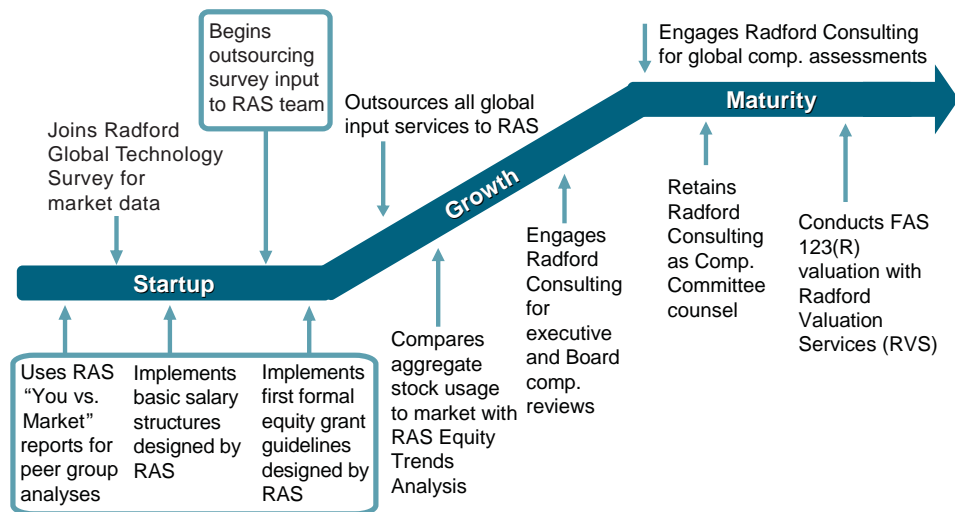 Begins
outsourcing
survey input
to RAS team
Engages Radford Consulting
for global comp. assessments
Outsources all global
input services to RAS
Joins Radford
Global Technology
Survey for
market data
Startup
Growth
Maturity
Uses RAS
“You vs.
Market”
reports for
peer group
analyses
Implements
basic salary
structures
designed by
RAS
Implements
first formal
equity grant
guidelines
designed by
RAS
Compares
aggregate
stock usage
to market with
RAS Equity
Trends
Analysis
Engages
Radford
Consulting
for
executive
and Board
comp.
reviews
Retains
Radford
Consulting
as Comp.
Committee
counsel
Conducts FAS
123(R)
valuation with
Radford
Valuation
Services (RVS)